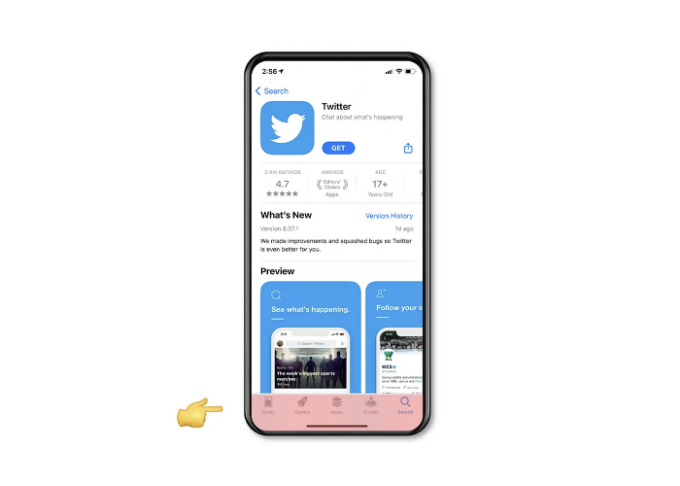 2:56
Search
Twitter
Chat about what's happening
GET
2.9M RATINGS
4.7
AWARDS
Editors'
Choice
Apps
AGE
17+
Years Old
What's New
Version History
Version 8.37.1
1d ago
We made improvements and squashed bugs so Twitter
is even better for you.
Preview
See what's happening.
The week's biggest sports
matches
Follow your
WEB
Today
Games
Apps
Arcade
Search